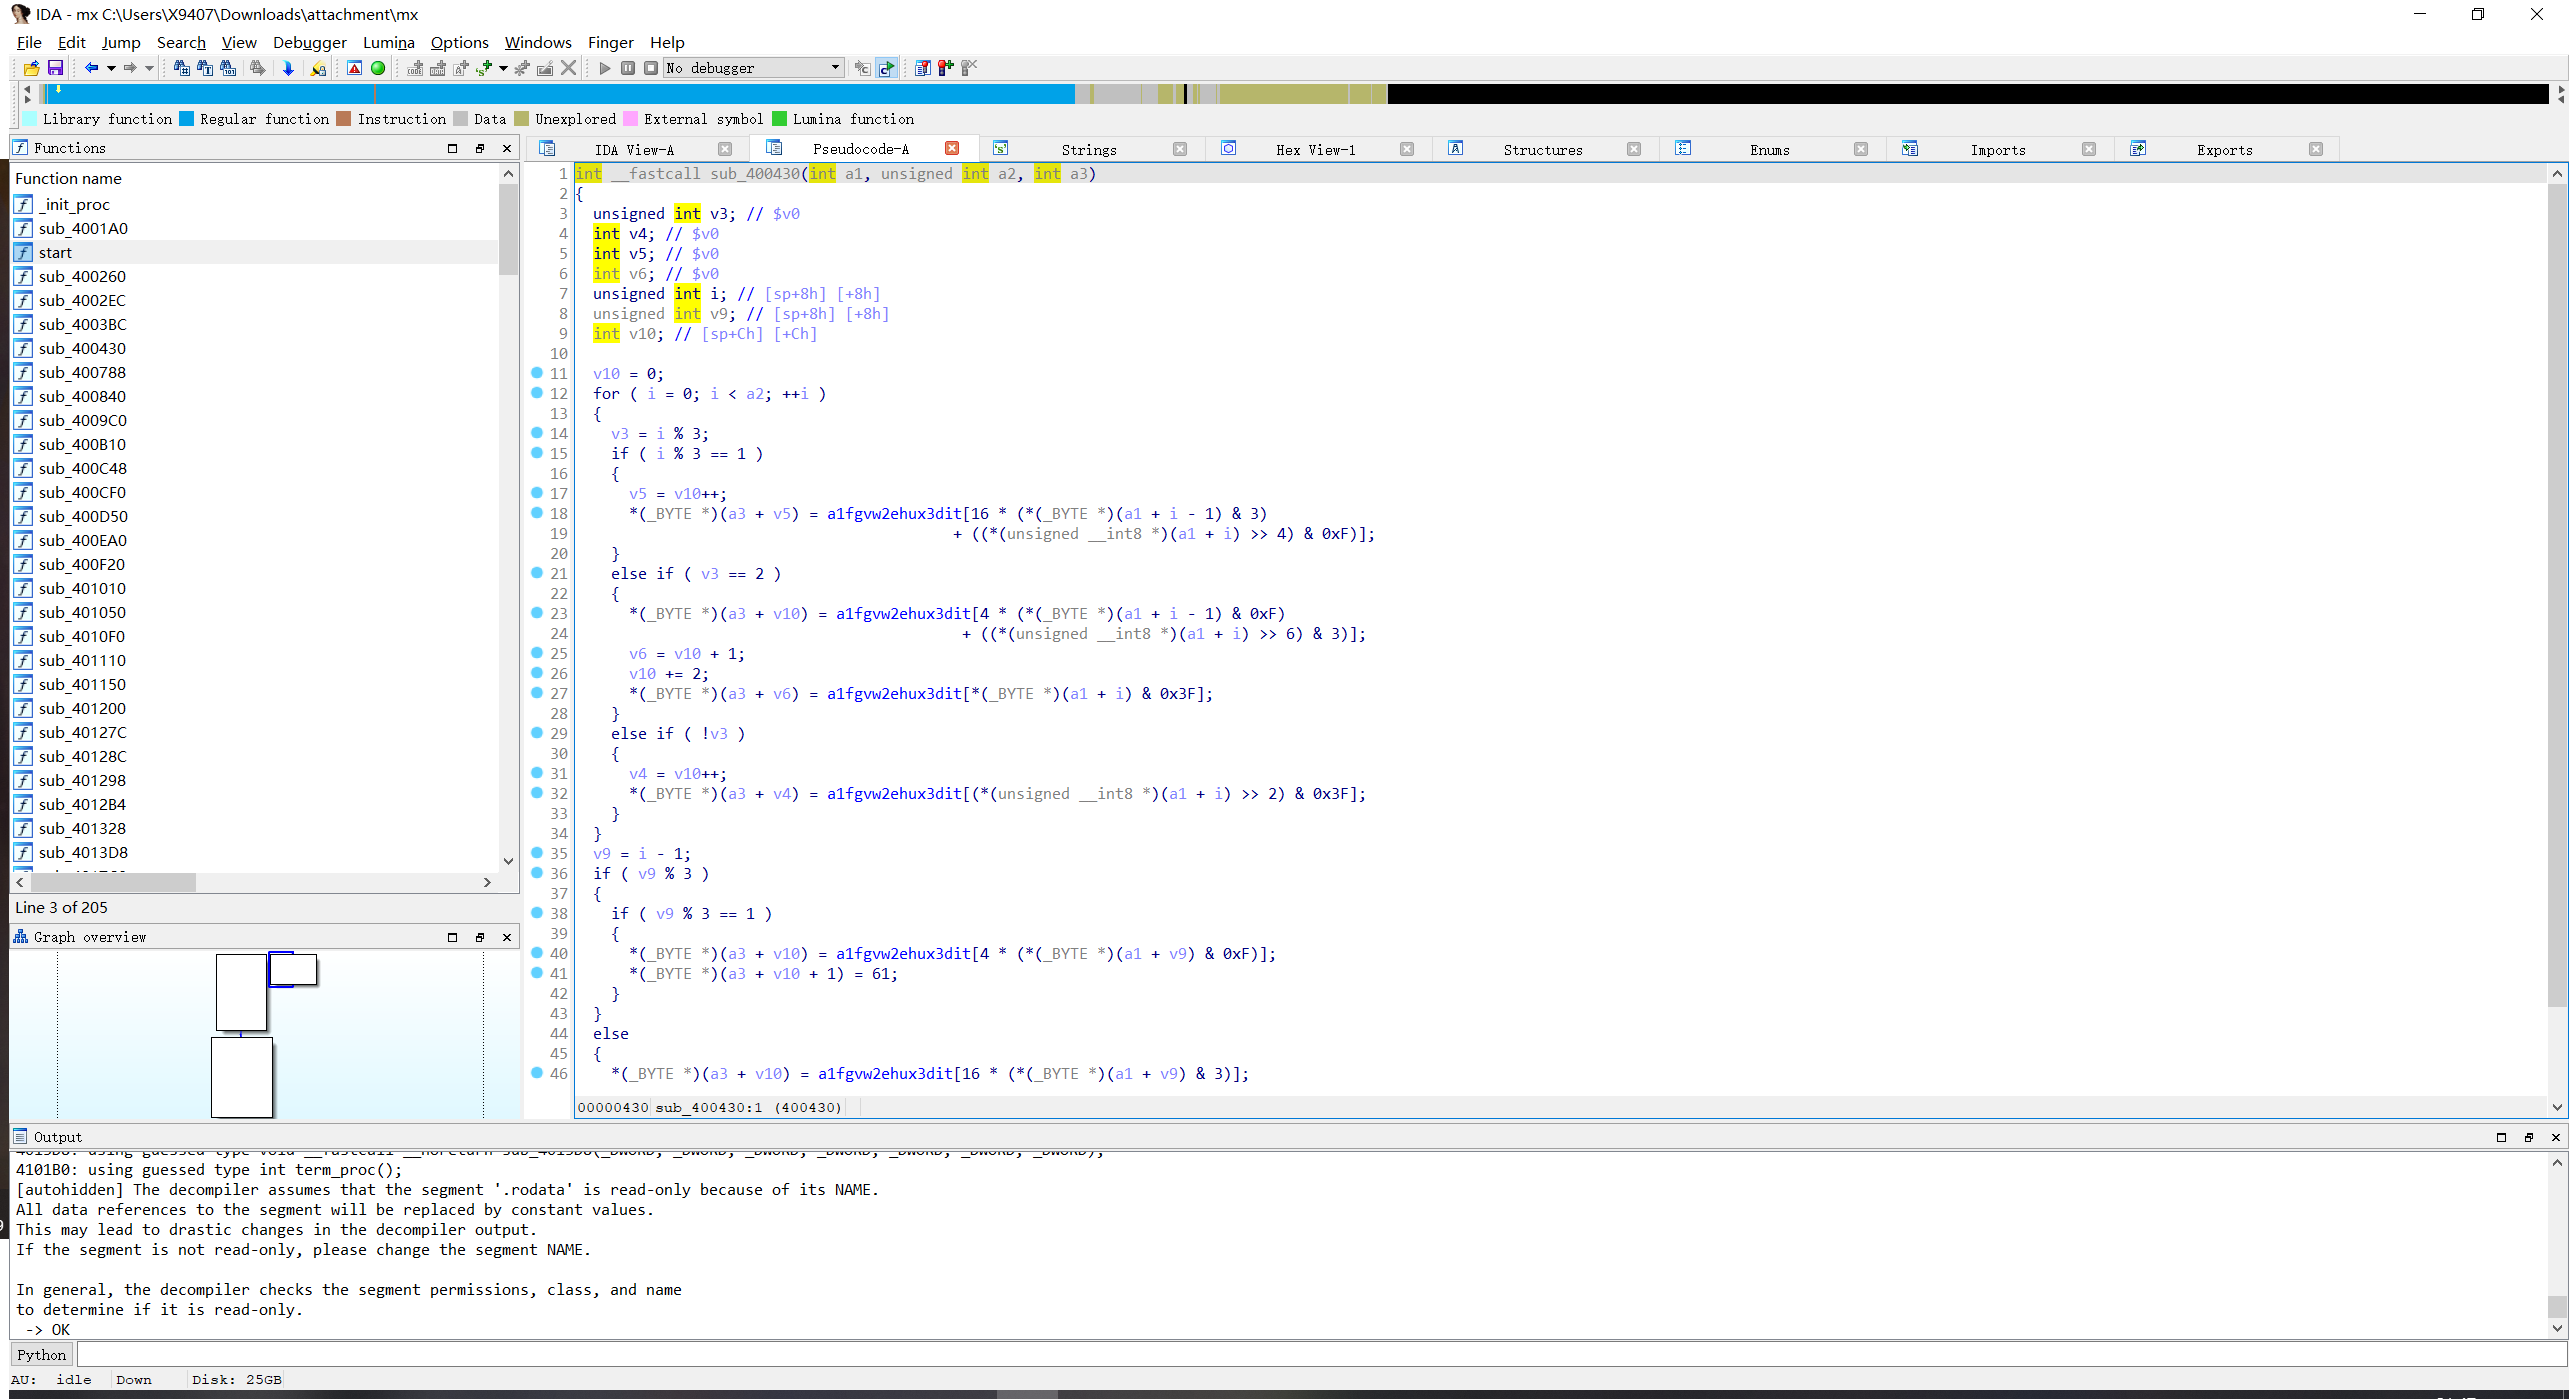 IDA - mx C:\Users\X9407\Downloads\attachment\mx
File Edit Jump Search View Debugger Lumina Options Windows Finger Help
No debugger
Library function Regular function Instruction Data Unexplored External symbol Lumina function
Functions
Function name
_init_proc
sub_4001A0
start
sub_400260
sub_4002EC
sub_4003BC
sub_400430
sub_400788
sub_400840
sub_4009C0
sub_400B10
sub_400C48
sub_400CF0
sub_400D50
sub_400EA0
sub_400F20
sub_401010
sub_401050
sub_4010F0
sub_401110
sub_401150
sub_401200
sub_40127C
sub_40128C
sub_401298
sub_4012B4
sub_401328
sub_4013D8
Line 3 of 205
Graph overview
IDA View-A Pseudocode-A Strings Hex View-1 Structures Enums Imports Exports
1 int __fastcall sub_400430(int a1, unsigned int a2, int a3)
2 {
3 unsigned int v3; // $v0
4 int v4; // $v0
5 int v5; // $v0
6 int v6; // $v0
7 unsigned int i; // [sp+8h] [+8h]
8 unsigned int v9; // [sp+8h] [+8h]
9 int v10; // [sp+Ch] [+Ch]
10
11 v10 = 0;
12 for ( i = 0; i < a2; ++i )
13 {
14 v3 = i % 3;
15 if ( i % 3 == 1 )
16 {
17 v5 = v10++;
18 *(_BYTE *)(a3 + v5) = a1fgvw2ehux3dit[16 * (*(_BYTE *)(a1 + i - 1) & 3)
19 + ((*(unsigned __int8 *)(a1 + i) >> 4) & 0xF)];
20 }
21 else if ( v3 == 2 )
22 {
23 *(_BYTE *)(a3 + v10) = a1fgvw2ehux3dit[4 * (*(_BYTE *)(a1 + i - 1) & 0xF)
24 + ((*(unsigned __int8 *)(a1 + i) >> 6) & 3)];
25 v6 = v10 + 1;
26 v10 += 2;
27 *(_BYTE *)(a3 + v6) = a1fgvw2ehux3dit[*(_BYTE *)(a1 + i) & 0x3F];
28 }
29 else if ( !v3 )
30 {
31 v4 = v10++;
32 *(_BYTE *)(a3 + v4) = a1fgvw2ehux3dit[(*(unsigned __int8 *)(a1 + i) >> 2) & 0x3F];
33 }
34 }
35 v9 = i - 1;
36 if ( v9 % 3 )
37 {
38 if ( v9 % 3 == 1 )
39 {
40 *(_BYTE *)(a3 + v10) = a1fgvw2ehux3dit[4 * (*(_BYTE *)(a1 + v9) & 0xF)];
41 *(_BYTE *)(a3 + v10 + 1) = 61;
42 }
43 }
44 else
45 {
46 *(_BYTE *)(a3 + v10) = a1fgvw2ehux3dit[16 * (*(_BYTE *)(a1 + v9) & 3)];
00000430 sub_400430:1 (400430)
Output
4013D8: using guessed type void __fastcall __noreturn sub_4013D8(_DWORD, _DWORD, _DWORD, _DWORD, _DWORD, _DWORD, _DWORD);
4101B0: using guessed type int term_proc();
[autohidden] The decompiler assumes that the segment '.rodata' is read-only because of its NAME.
All data references to the segment will be replaced by constant values.
This may lead to drastic changes in the decompiler output.
If the segment is not read-only, please change the segment NAME.
In general, the decompiler checks the segment permissions, class, and name
to determine if it is read-only.
-> OK
Python
AU: idle Down Disk: 25GB